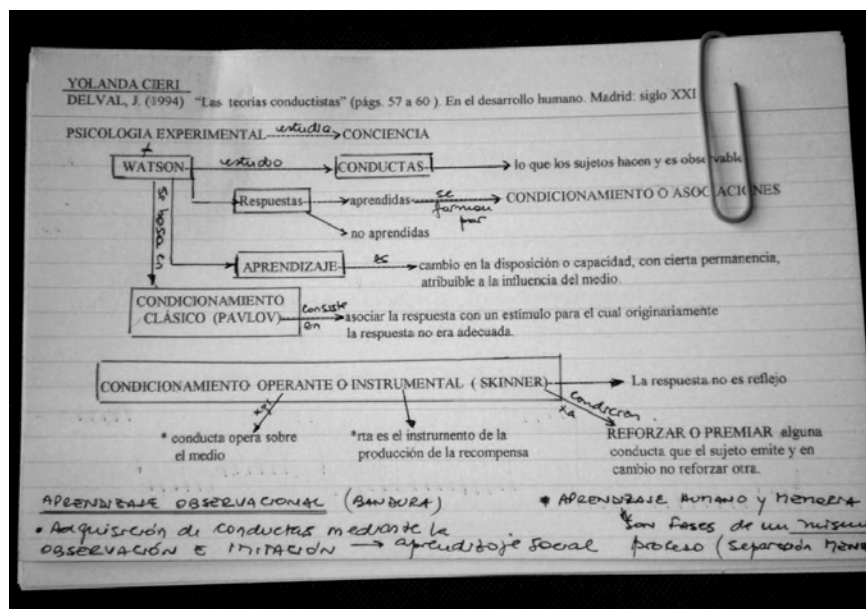 YOLANDA CIERI
DELVAL, J. (1994) "Las teorías conductistas" (págs. 57 a 60 ). En el desarrollo humano. Madrid: siglo XXI
PSICOLOGIA EXPERIMENTAL estudia CONCIENCIA
WATSON estudio CONDUCTAS lo que los sujetos hacen y es observable
Respuestas aprendidas se forman por CONDICIONAMIENTO O ASOCIACIONES
no aprendidas
se basa en
APRENDIZAJE es cambio en la disposición o capacidad, con cierta permanencia,
atribuible a la influencia del medio.
CONDICIONAMIENTO
CLÁSICO (PAVLOV) consiste en asociar la respuesta con un estímulo para el cual originariamente
la respuesta no era adecuada.
CONDICIONAMIENTO OPERANTE O INSTRUMENTAL ( SKINNER) La respuesta no es reflejo
xq
xa condicion
* conducta opera sobre
el medio
*rta es el instrumento de la
producción de la recompensa
REFORZAR O PREMIAR alguna
conducta que el sujeto emite y en
cambio no reforzar otra.
APRENDIZAJE OBSERVACIONAL (BANDURA)
• Adquisición de conductas mediante la
OBSERVACIÓN E IMITACIÓN → aprendizaje social
• APRENDIZAJE HUMANO y MEMORIA
son fases de un mismo
proceso (separación MENE